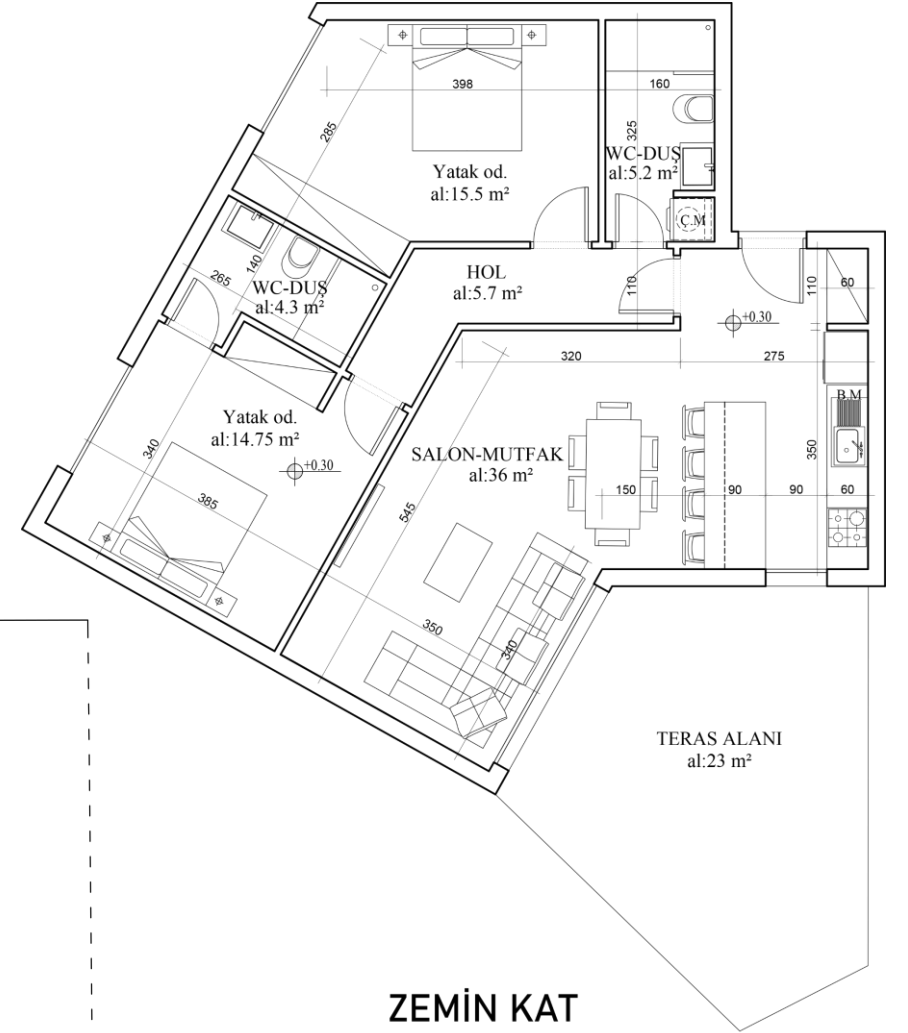 398
160
285
325
Yatak od.
al:15.5 m²
WC-DUŞ
al:5.2 m²
Ç.M
140
265
WC-DUŞ
al:4.3 m²
HOL
al:5.7 m²
110
110
60
+0.30
320
275
B.M
Yatak od.
al:14.75 m²
340
+0.30
385
SALON-MUTFAK
al:36 m²
350
150
90
90
60
545
350
340
TERAS ALANI
al:23 m²
ZEMİN KAT